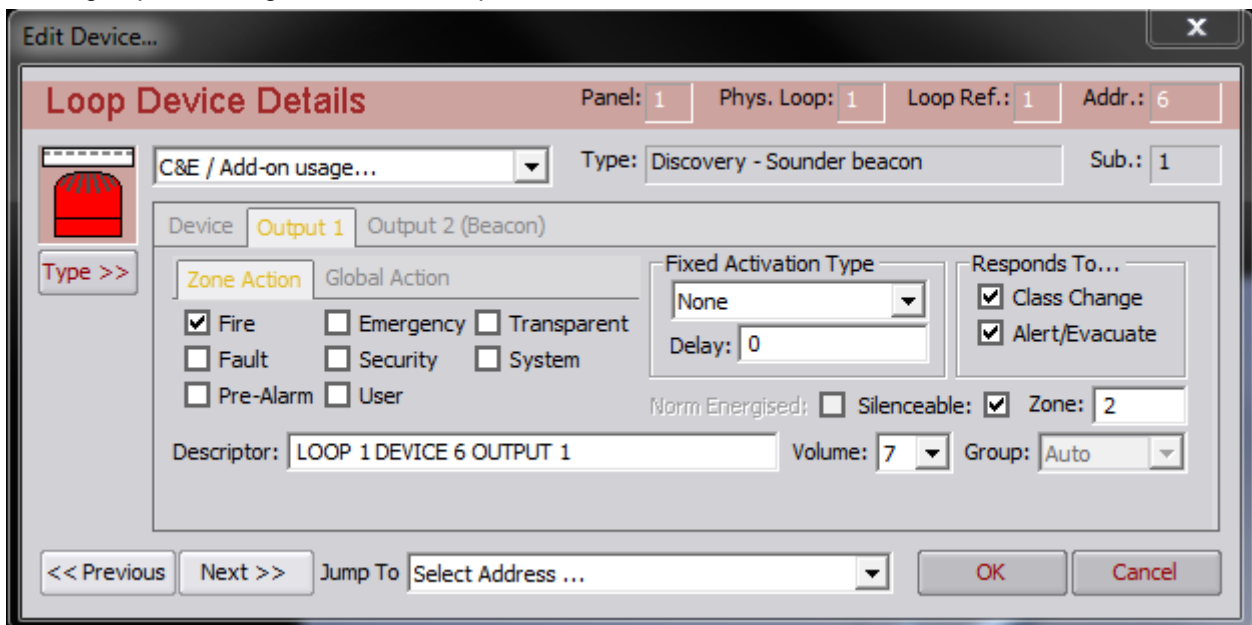 Edit Device...
x
Loop Device Details Panel: 1 Phys. Loop: 1 Loop Ref.: 1 Addr.: 6
C&E / Add-on usage... Type: Discovery - Sounder beacon Sub.: 1
Device Output 1 Output 2 (Beacon)
Type >>
Zone Action Global Action
Fire Emergency Transparent
Fault Security System
Pre-Alarm User
Fixed Activation Type
None
Delay: 0
Responds To...
Class Change
Alert/Evacuate
Norm Energised: Silenceable: Zone: 2
Descriptor: LOOP 1 DEVICE 6 OUTPUT 1 Volume: 7 Group: Auto
<< Previous Next >> Jump To Select Address ... OK Cancel